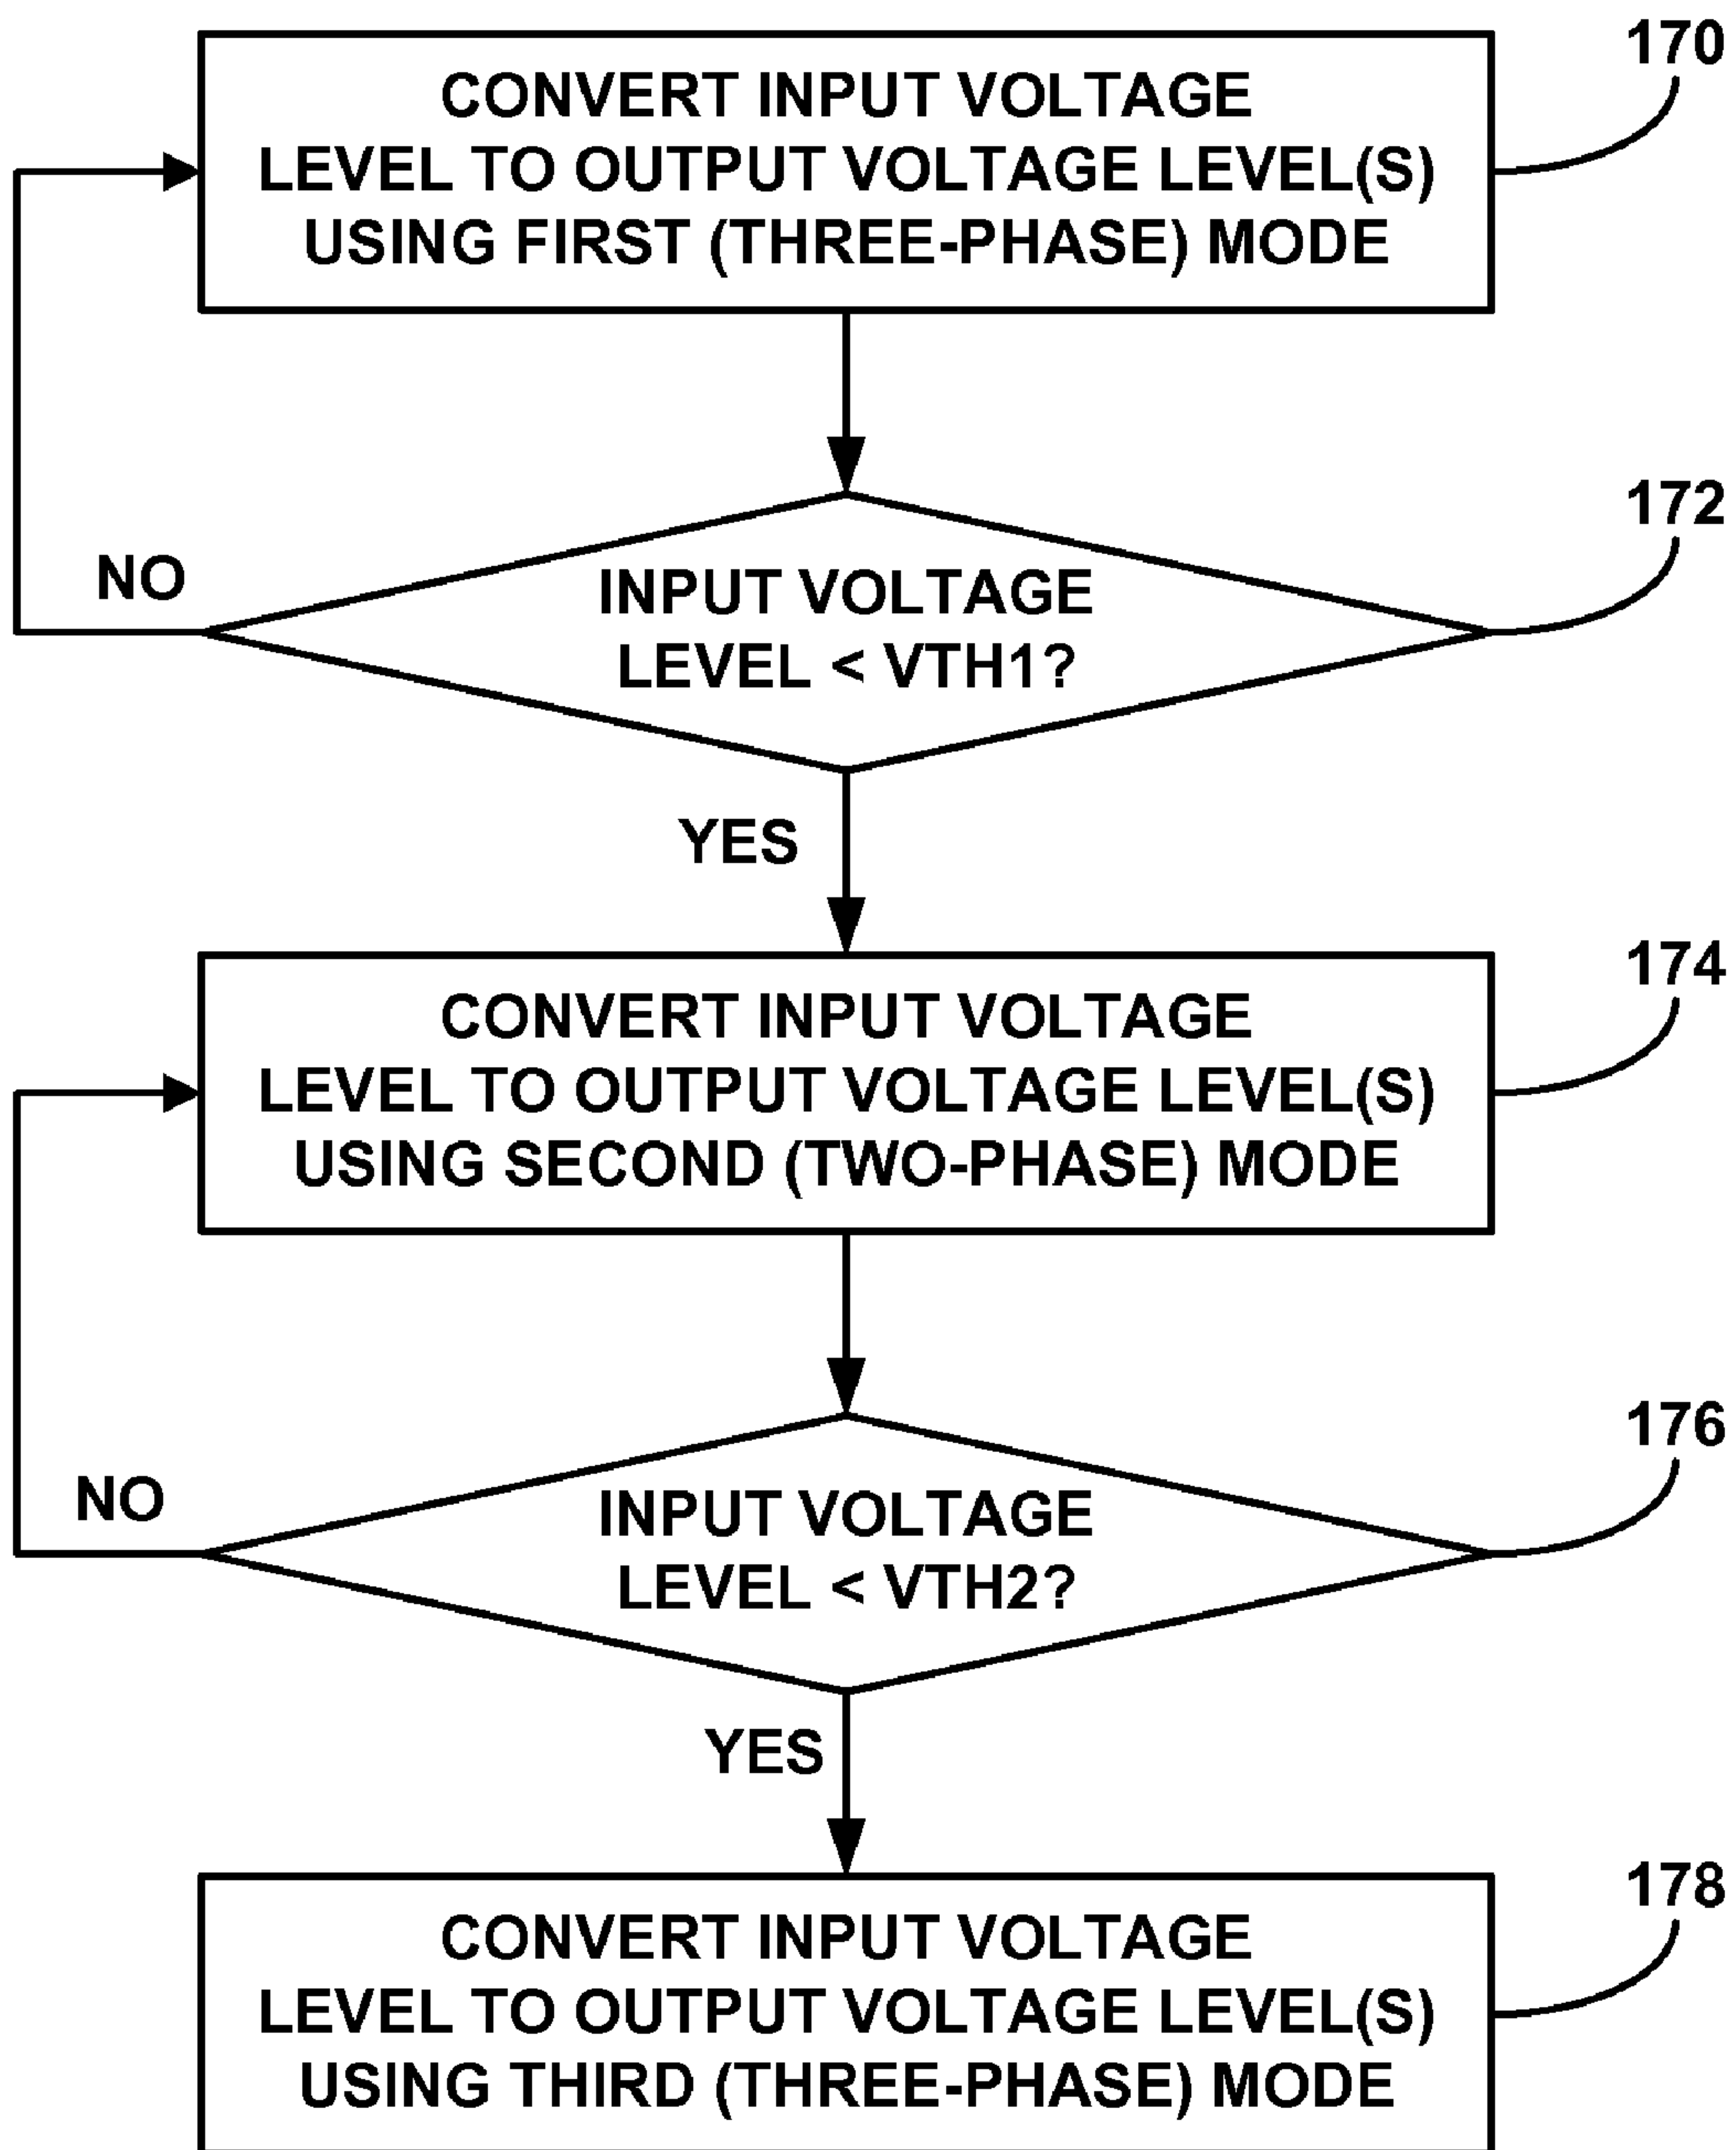 170
CONVERT INPUT VOLTAGE
LEVEL TO OUTPUT VOLTAGE LEVEL(S)
USING FIRST (THREE-PHASE) MODE
172
NO
INPUT VOLTAGE
LEVEL < VTH1?
YES
174
CONVERT INPUT VOLTAGE
LEVEL TO OUTPUT VOLTAGE LEVEL(S)
USING SECOND (TWO-PHASE) MODE
176
NO
INPUT VOLTAGE
LEVEL < VTH2?
YES
178
CONVERT INPUT VOLTAGE
LEVEL TO OUTPUT VOLTAGE LEVEL(S)
USING THIRD (THREE-PHASE) MODE